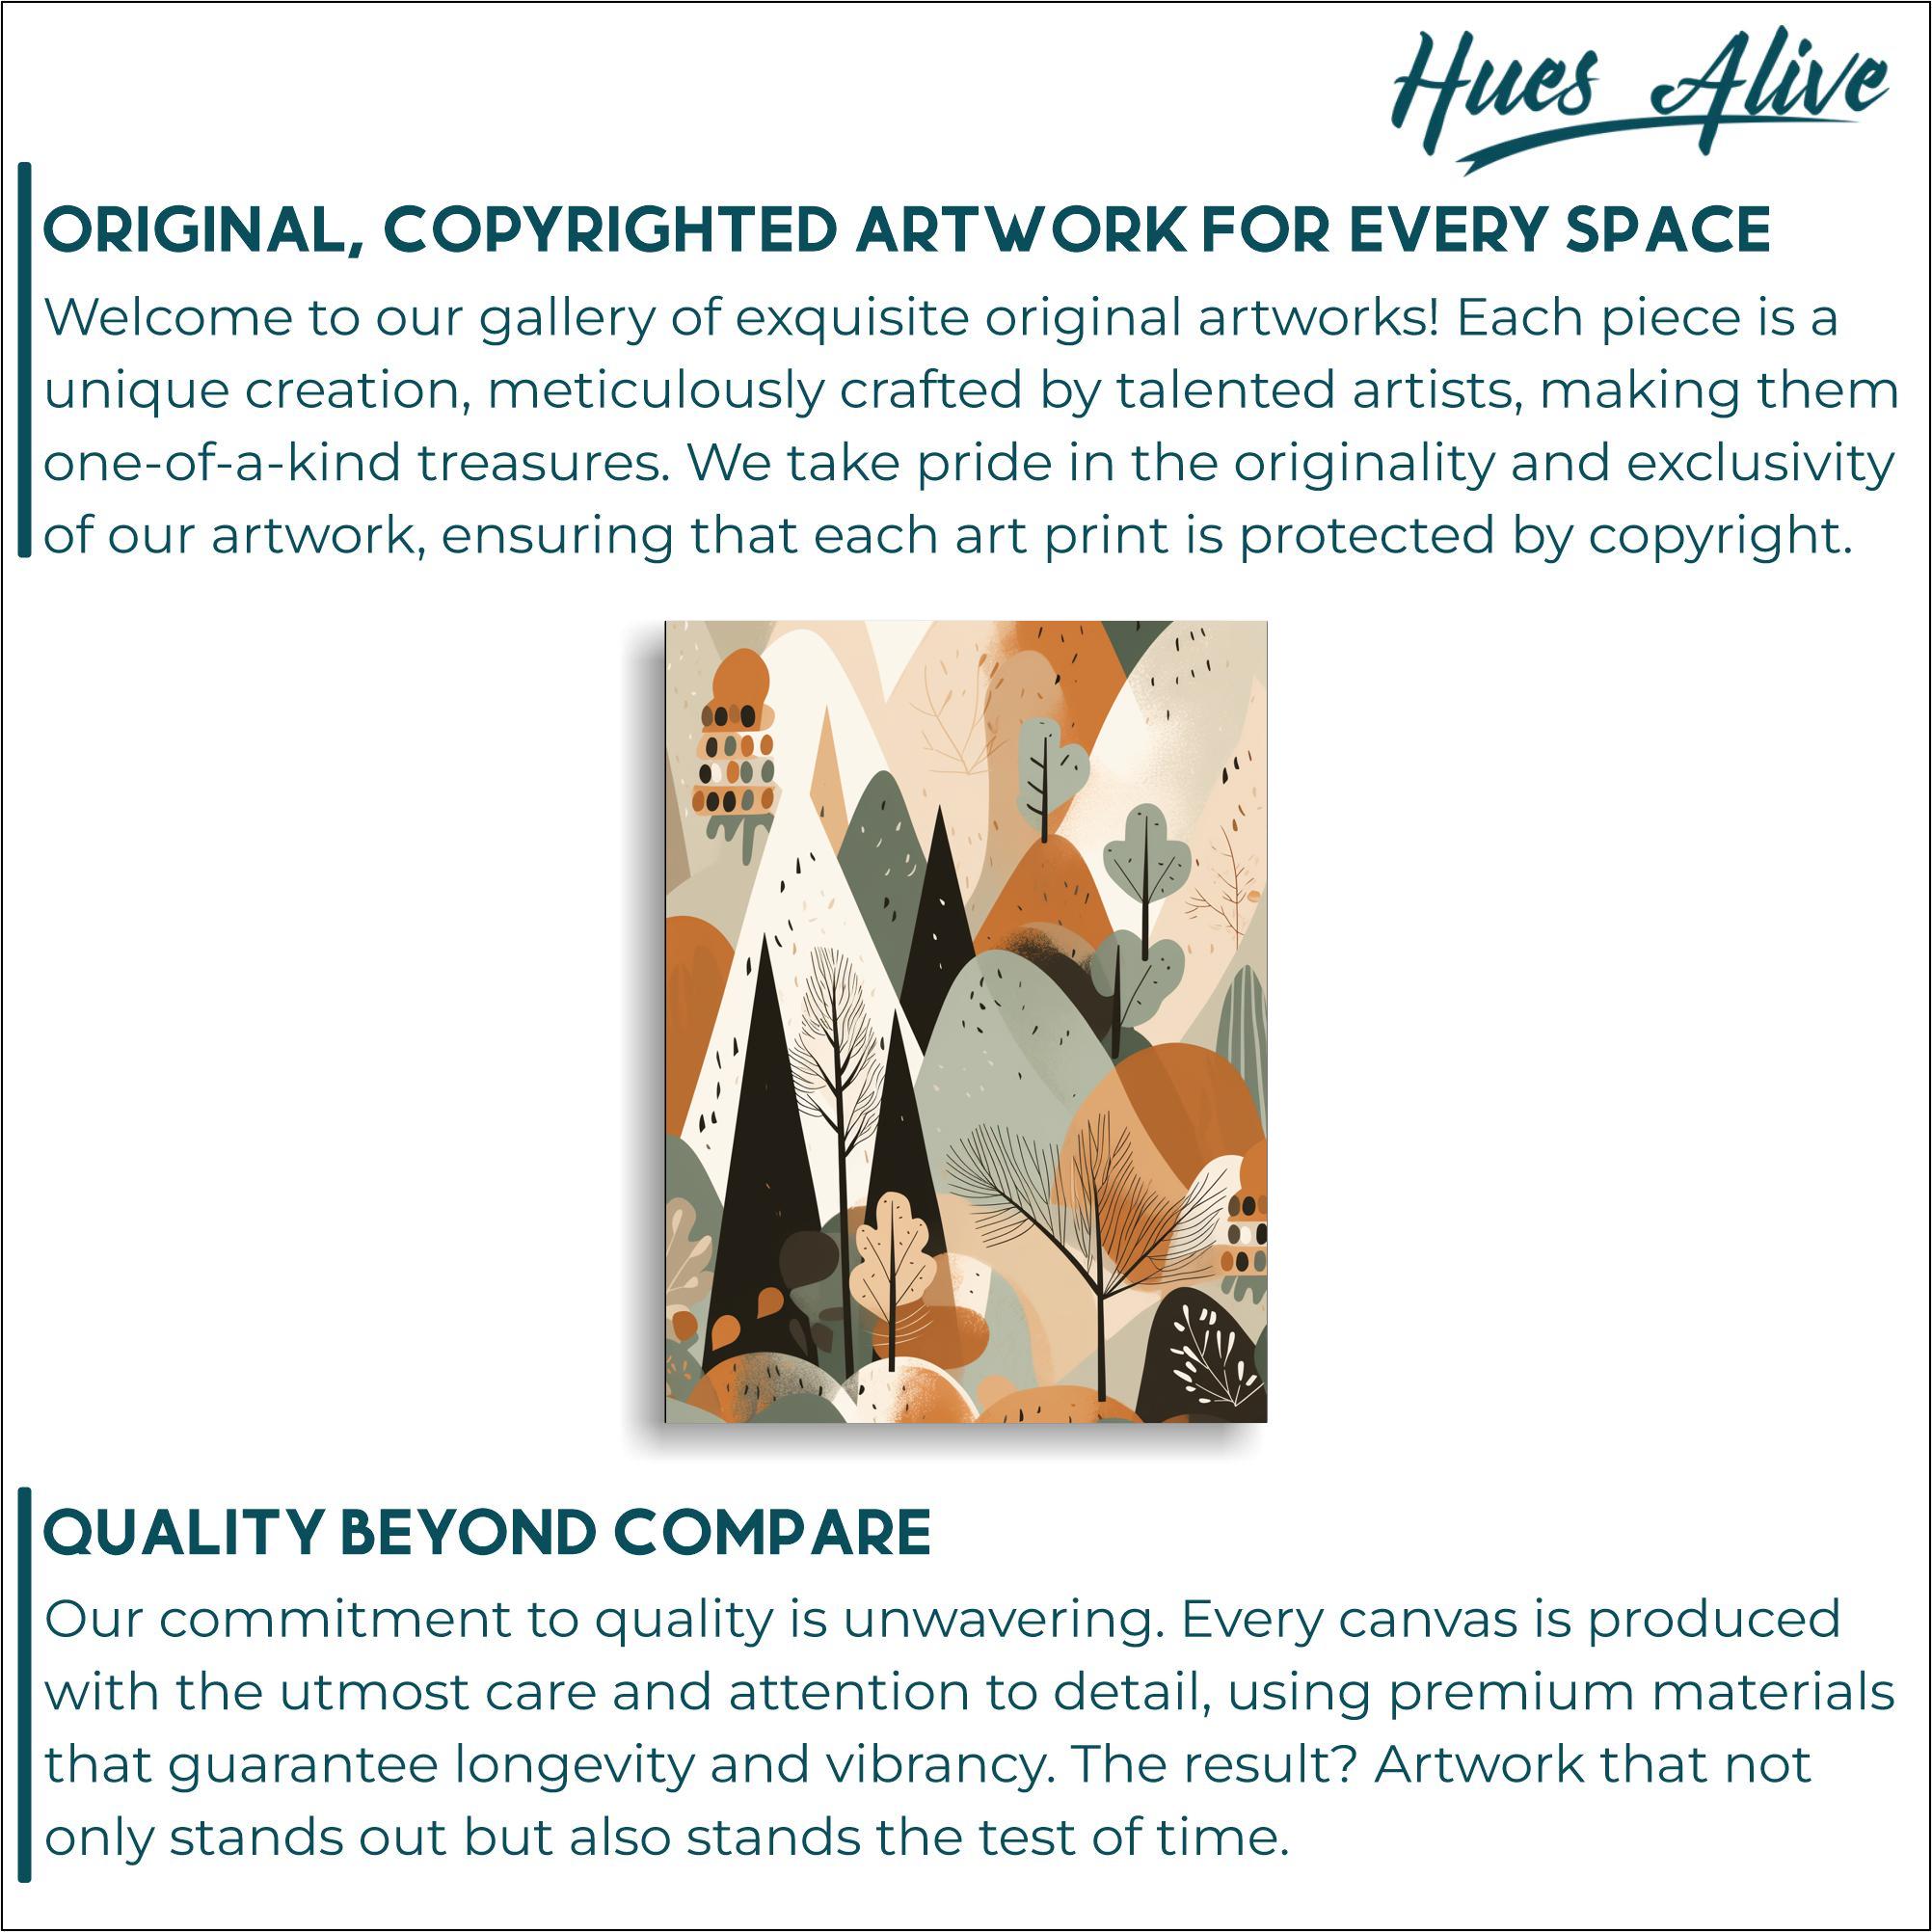 Hues Alive
ORIGINAL, COPYRIGHTED ARTWORK FOR EVERY SPACE
Welcome to our gallery of exquisite original artworks! Each piece is a
unique creation, meticulously crafted by talented artists, making them
one-of-a-kind treasures. We take pride in the originality and exclusivity
of our artwork, ensuring that each art print is protected by copyright.
QUALITY BEYOND COMPARE
Our commitment to quality is unwavering. Every canvas is produced
with the utmost care and attention to detail, using premium materials
that guarantee longevity and vibrancy. The result? Artwork that not
only stands out but also stands the test of time.